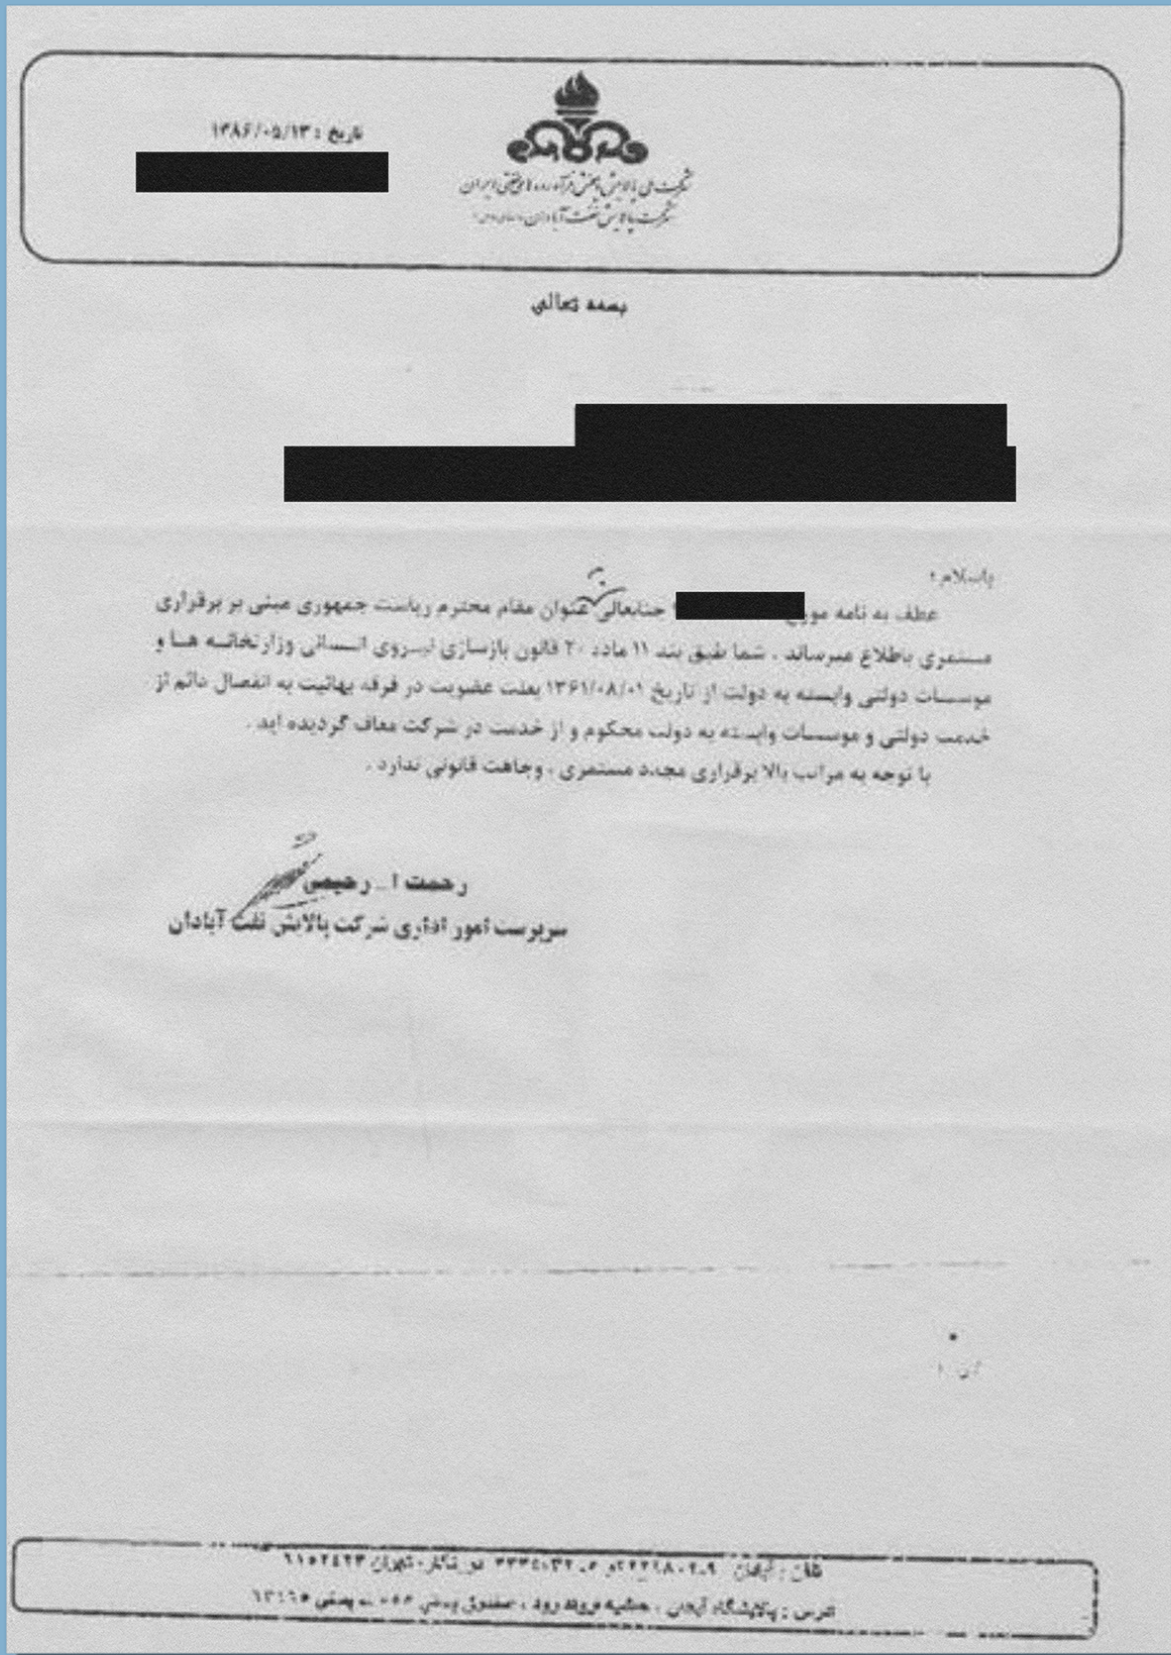 تاریخ : ۱۳۸۶/۰۵/۱۳
شرکت ملی پالایش و پخش فرآورده های نفتی ایران
شرکت پالایش نفت آبادان
بسمه تعالی
باسلام؛
عطف به نامه مورخ جنابعالی عنوان مقام محترم ریاست جمهوری مبنی بر برقراری
مستمری باطلاع میرساند ، شما طبق بند ۱۱ ماده ۲۰ قانون بازسازی نیروی انسانی وزارتخانه ها و
موسسات دولتی وابسته به دولت از تاریخ ۱۳۶۱/۰۸/۰۱ بعلت عضویت در فرقه بهائیت به انفصال دائم از
خدمت دولتی و موسسات وابسته به دولت محکوم و از خدمت در شرکت معاف گردیده اید .
با توجه به مراتب بالا برقراری مجدد مستمری ، وجاهت قانونی ندارد .
رحمت ا... رحیمی
سرپرست امور اداری شرکت پالایش نفت آبادان
تلفن : آبادان
آدرس : پالایشگاه آبادان ، حاشیه اروند رود ، صندوق پستی